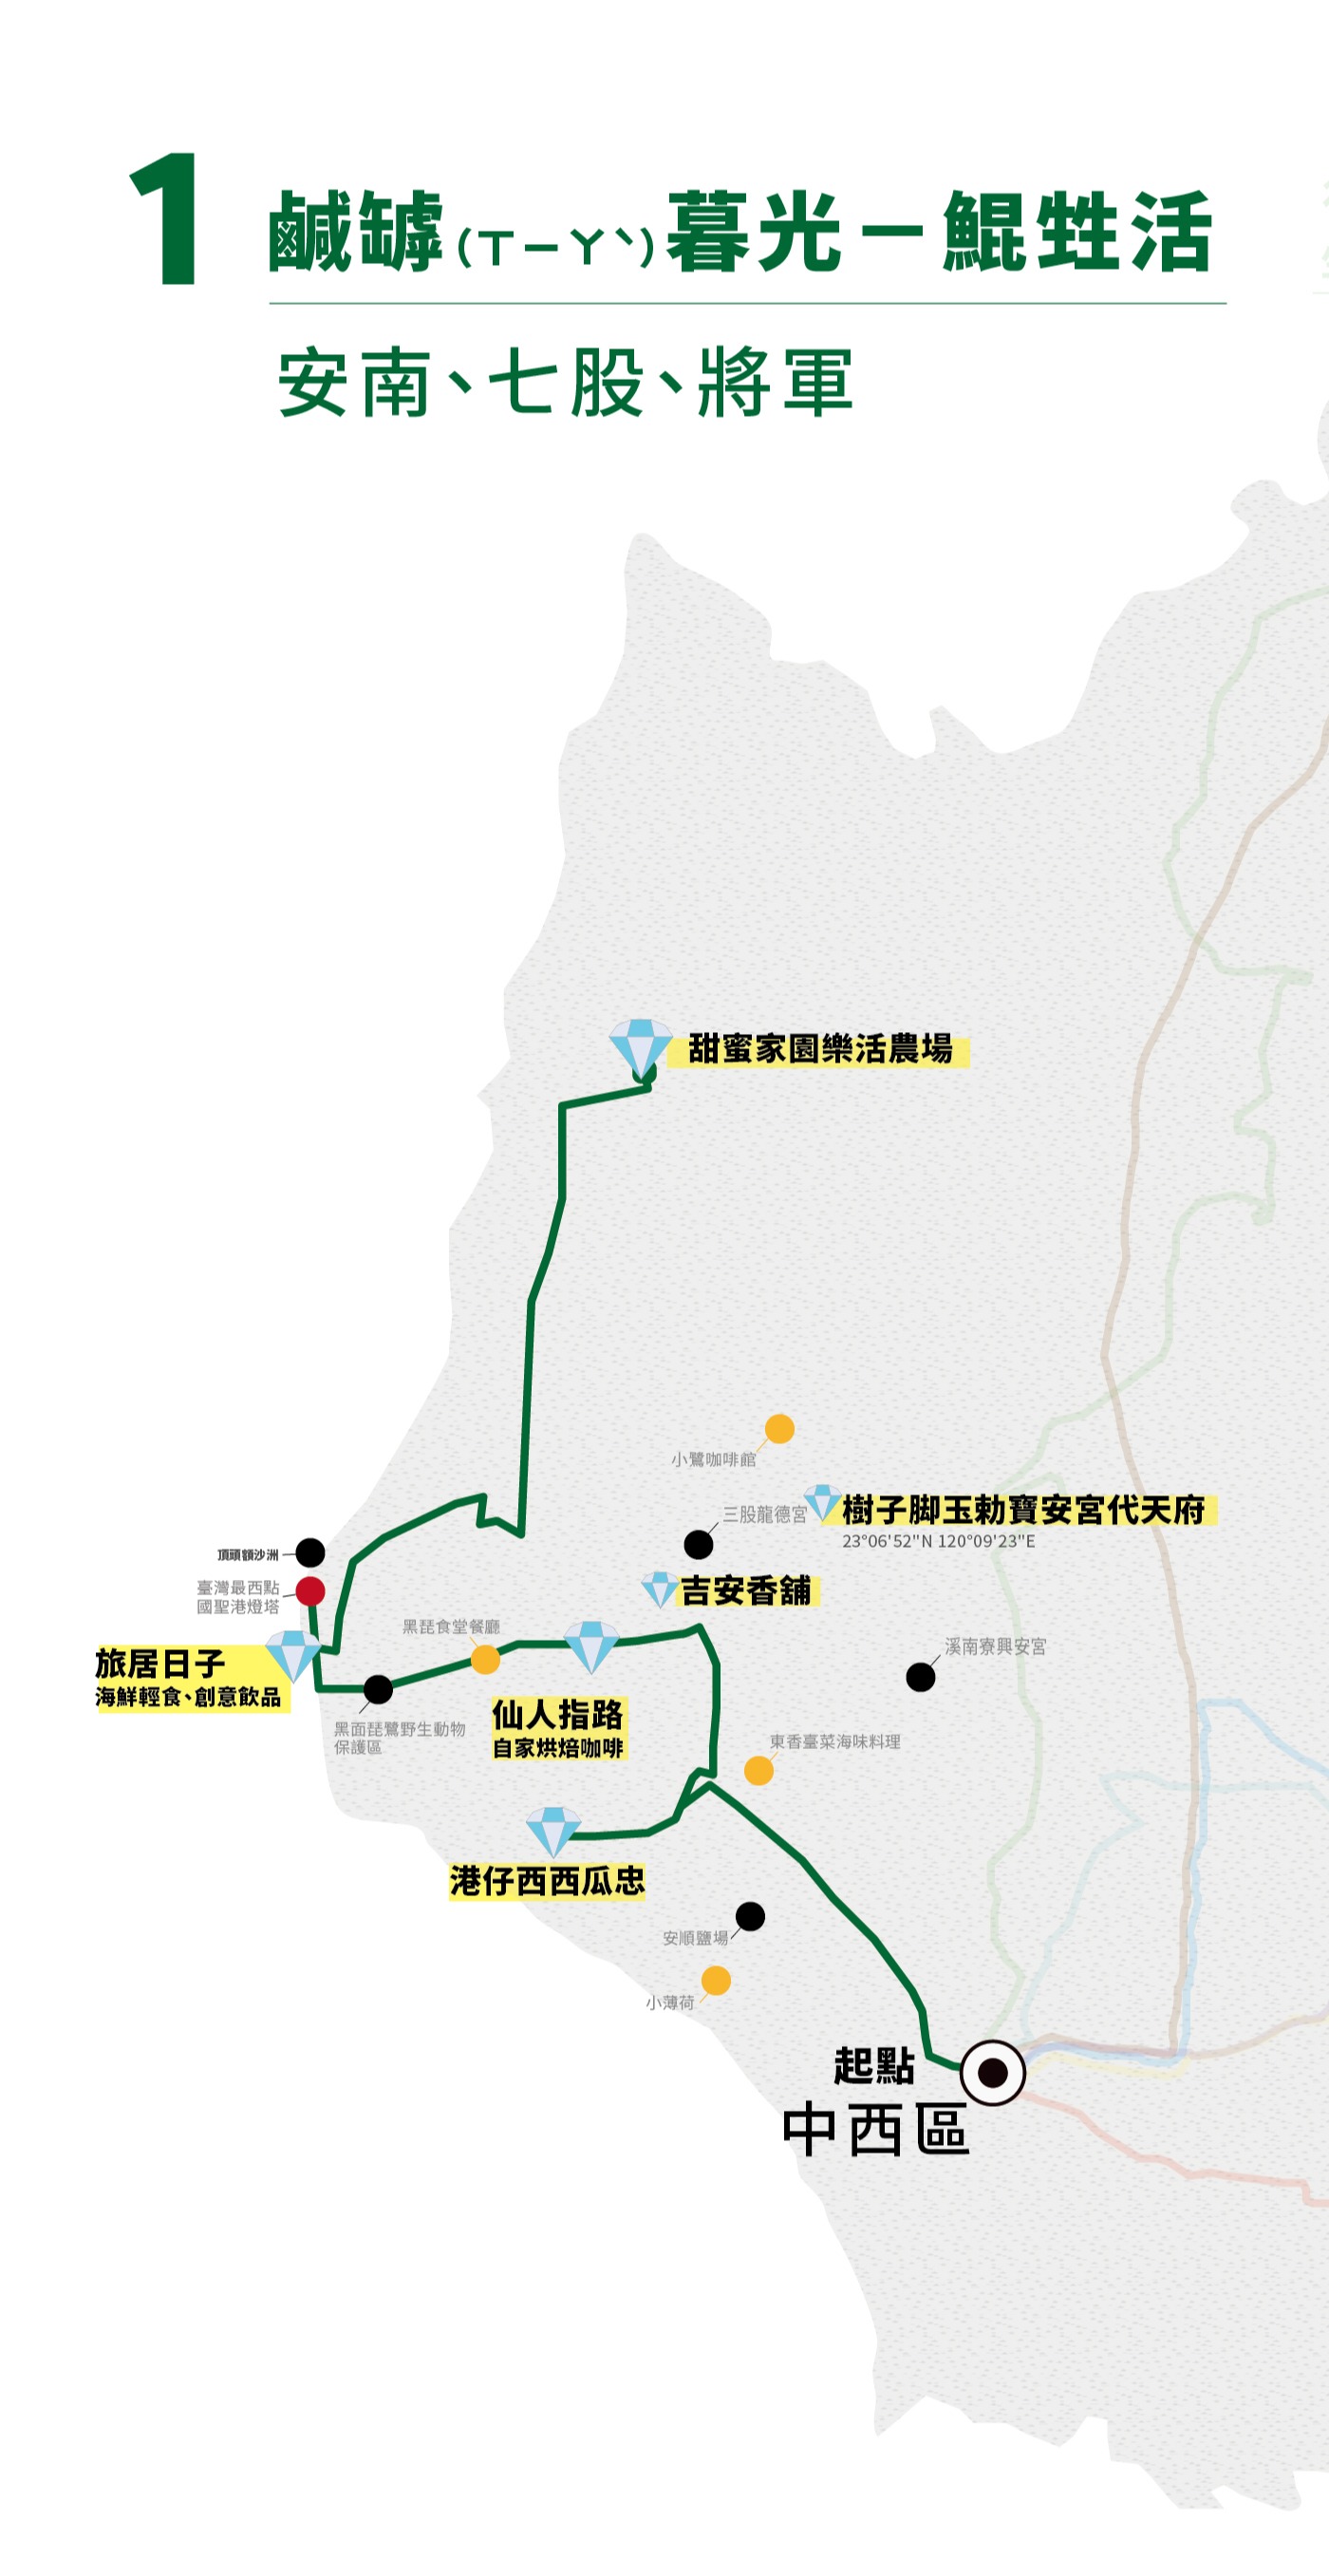 1
鹹罅(ㄒㄧㄚˋ)暮光－鯤甡活
安南、七股、將軍
甜蜜家園樂活農場
小鷺咖啡館
三股龍德宮
樹子脚玉勅寶安宮代天府
23°06'52"N 120°09'23"E
頂頭額沙洲
臺灣最西點
國聖港燈塔
吉安香舖
黑琵食堂餐廳
旅居日子
海鮮輕食、創意飲品
溪南寮興安宮
仙人指路
自家烘焙咖啡
黑面琵鷺野生動物
保護區
東香臺菜海味料理
港仔西西瓜忠
安順鹽場
小薄荷
起點
中西區